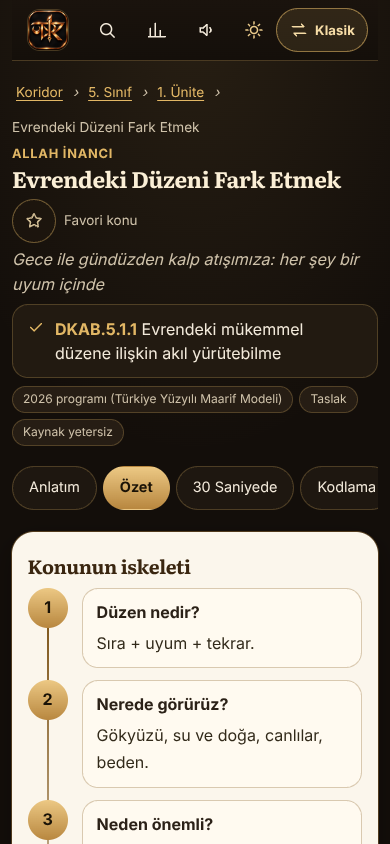 Klasik
Koridor › 5. Sınıf › 1. Ünite ›
Evrendeki Düzeni Fark Etmek
ALLAH İNANCI
Evrendeki Düzeni Fark Etmek
Favori konu
Gece ile gündüzden kalp atışımıza: her şey bir
uyum içinde
DKAB.5.1.1 Evrendeki mükemmel
düzene ilişkin akıl yürütebilme
2026 programı (Türkiye Yüzyılı Maarif Modeli) Taslak
Kaynak yetersiz
Anlatım Özet 30 Saniyede Kodlama
Konunun iskeleti
1 Düzen nedir?
Sıra + uyum + tekrar.
2 Nerede görürüz?
Gökyüzü, su ve doğa, canlılar,
beden.
3 Neden önemli?